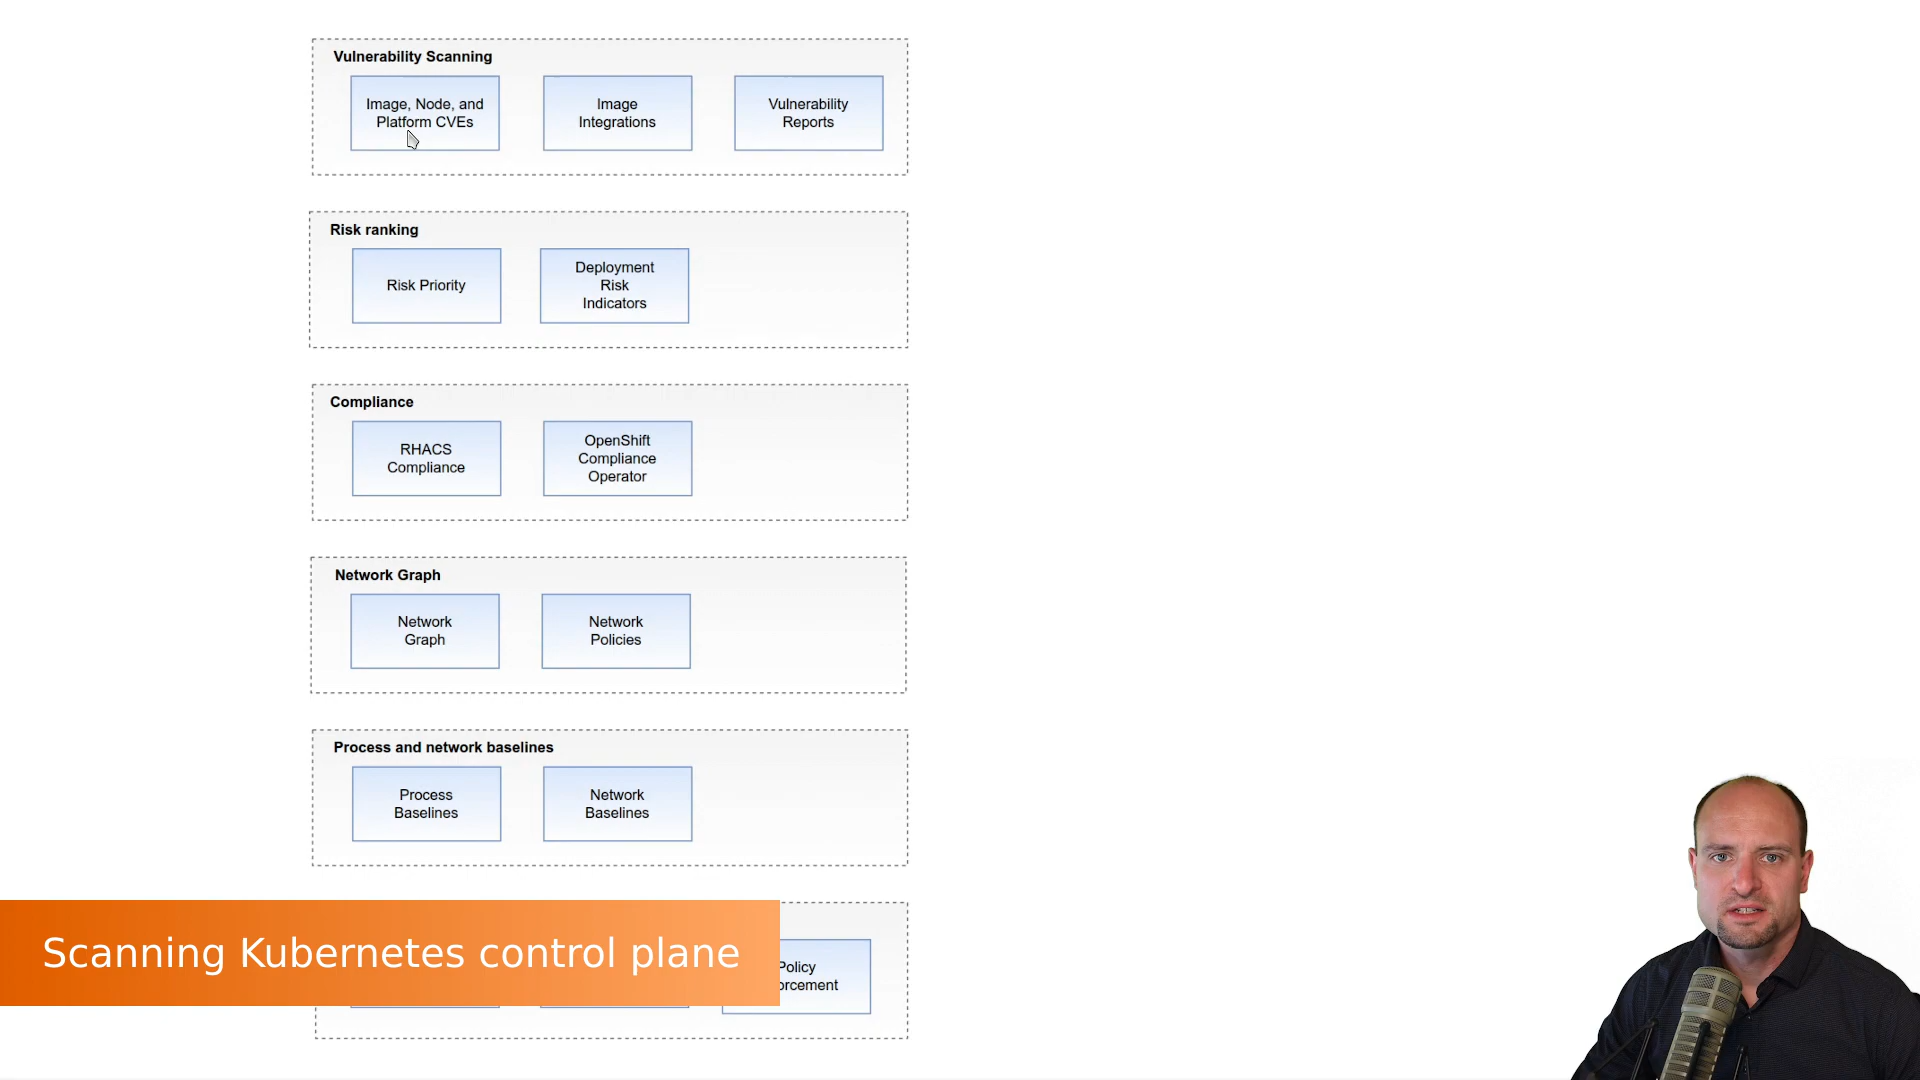 Vulnerability Scanning
Image, Node, and
Platform CVEs
Image
Integrations
Vulnerability
Reports
Risk ranking
Risk Priority
Deployment
Risk
Indicators
Compliance
RHACS
Compliance
OpenShift
Compliance
Operator
Network Graph
Network
Graph
Network
Policies
Process and network baselines
Process
Baselines
Network
Baselines
Scanning Kubernetes control plane
Policy